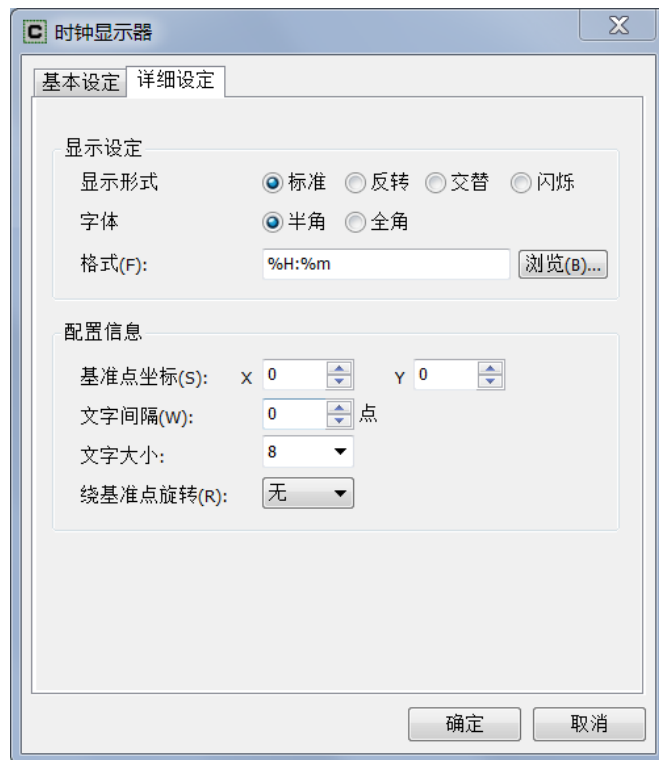 C 时钟显示器
基本设定 详细设定
显示设定
显示形式 标准 反转 交替 闪烁
字体 半角 全角
格式(F): %H:%m 浏览(B)...
配置信息
基准点坐标(S): X 0 Y 0
文字间隔(W): 0 点
文字大小: 8
绕基准点旋转(R): 无
确定 取消